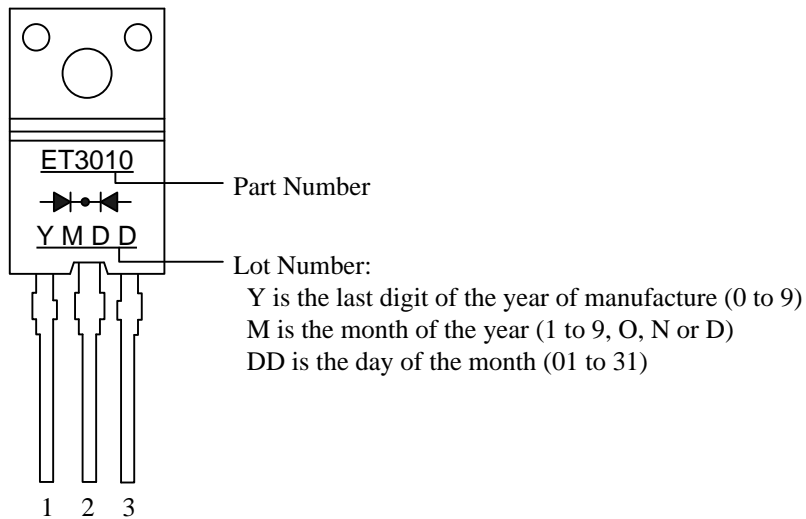 ET3010
Part Number
Y M D D
Lot Number:
Y is the last digit of the year of manufacture (0 to 9)
M is the month of the year (1 to 9, O, N or D)
DD is the day of the month (01 to 31)
1 2 3